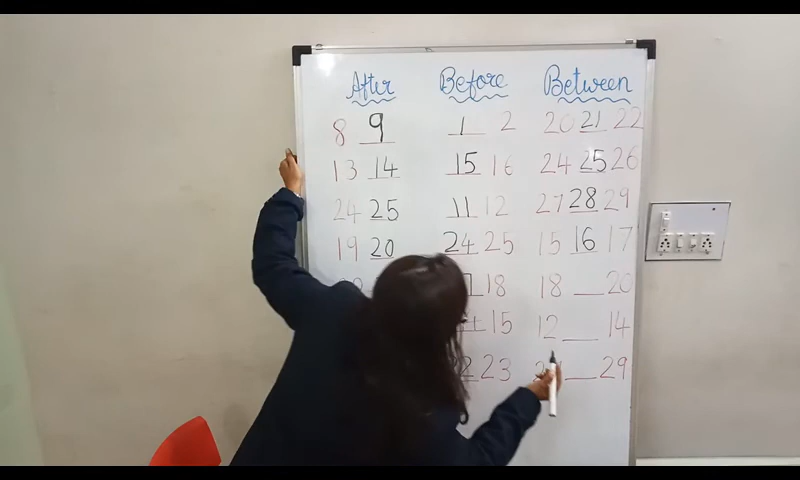 After Before Between
8 9 1 2 20 21 22
13 14 15 16 24 25 26
24 25 11 12 27 28 29
19 20 24 25 15 16 17
18 18 __ 20
15 12 __ 14
23 __ 29